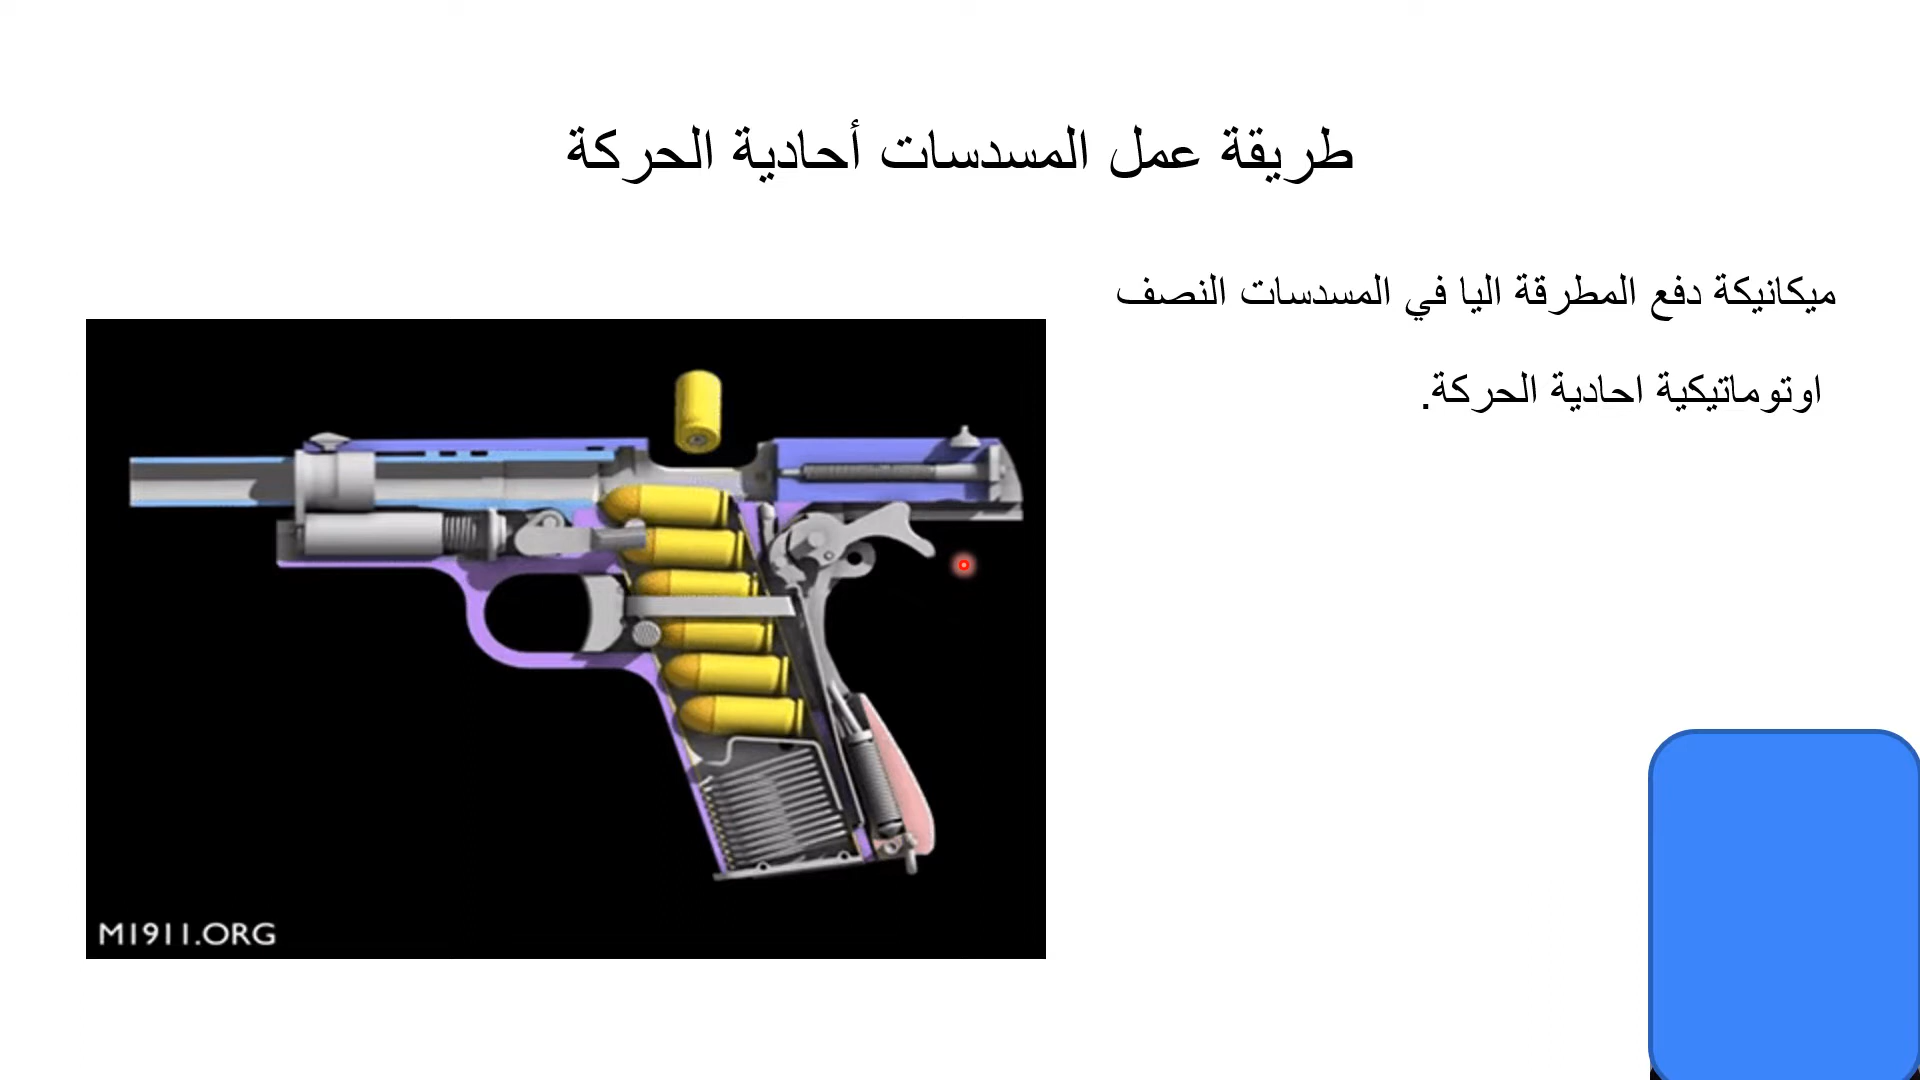 طريقة عمل المسدسات أحادية الحركة
ميكانيكة دفع المطرقة اليا في المسدسات النصف
اوتوماتيكية احادية الحركة.
M1911.ORG